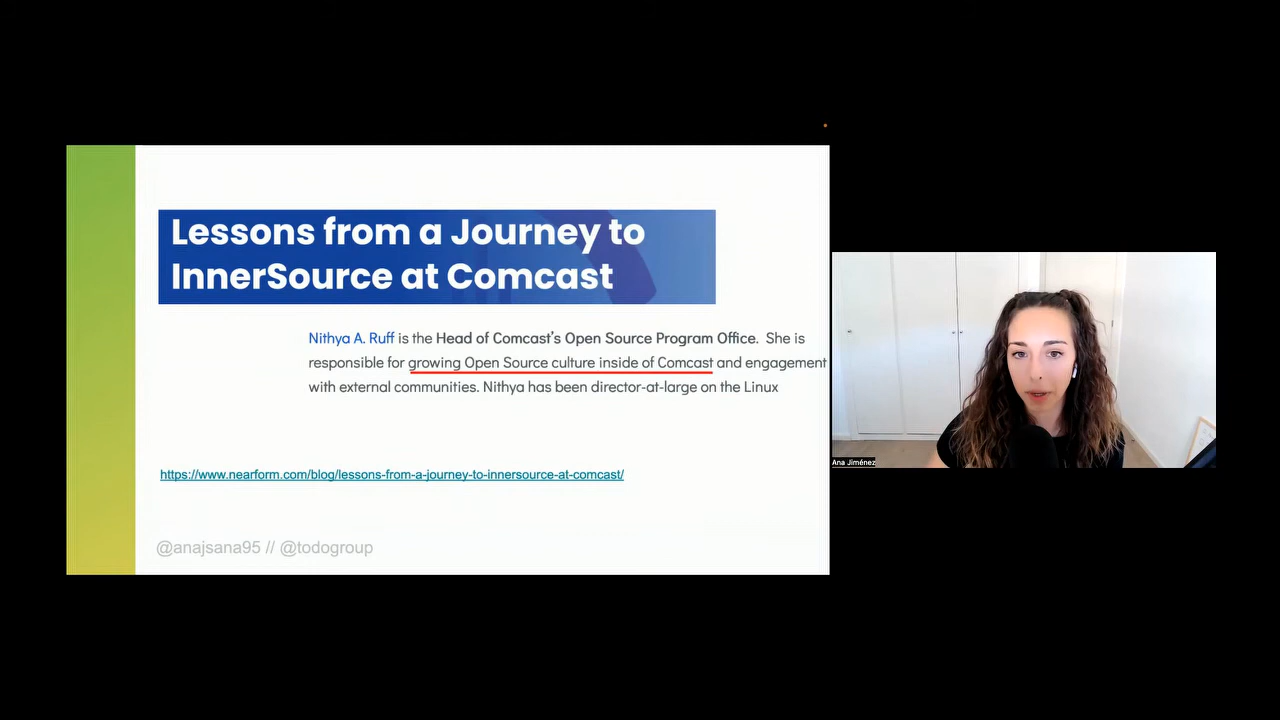 Lessons from a Journey to
InnerSource at Comcast
Nithya A. Ruff is the Head of Comcast's Open Source Program Office. She is
responsible for growing Open Source culture inside of Comcast and engagement
with external communities. Nithya has been director-at-large on the Linux
https://www.nearform.com/blog/lessons-from-a-journey-to-innersource-at-comcast/
@anajsana95 // @todogroup
Ana Jiménez